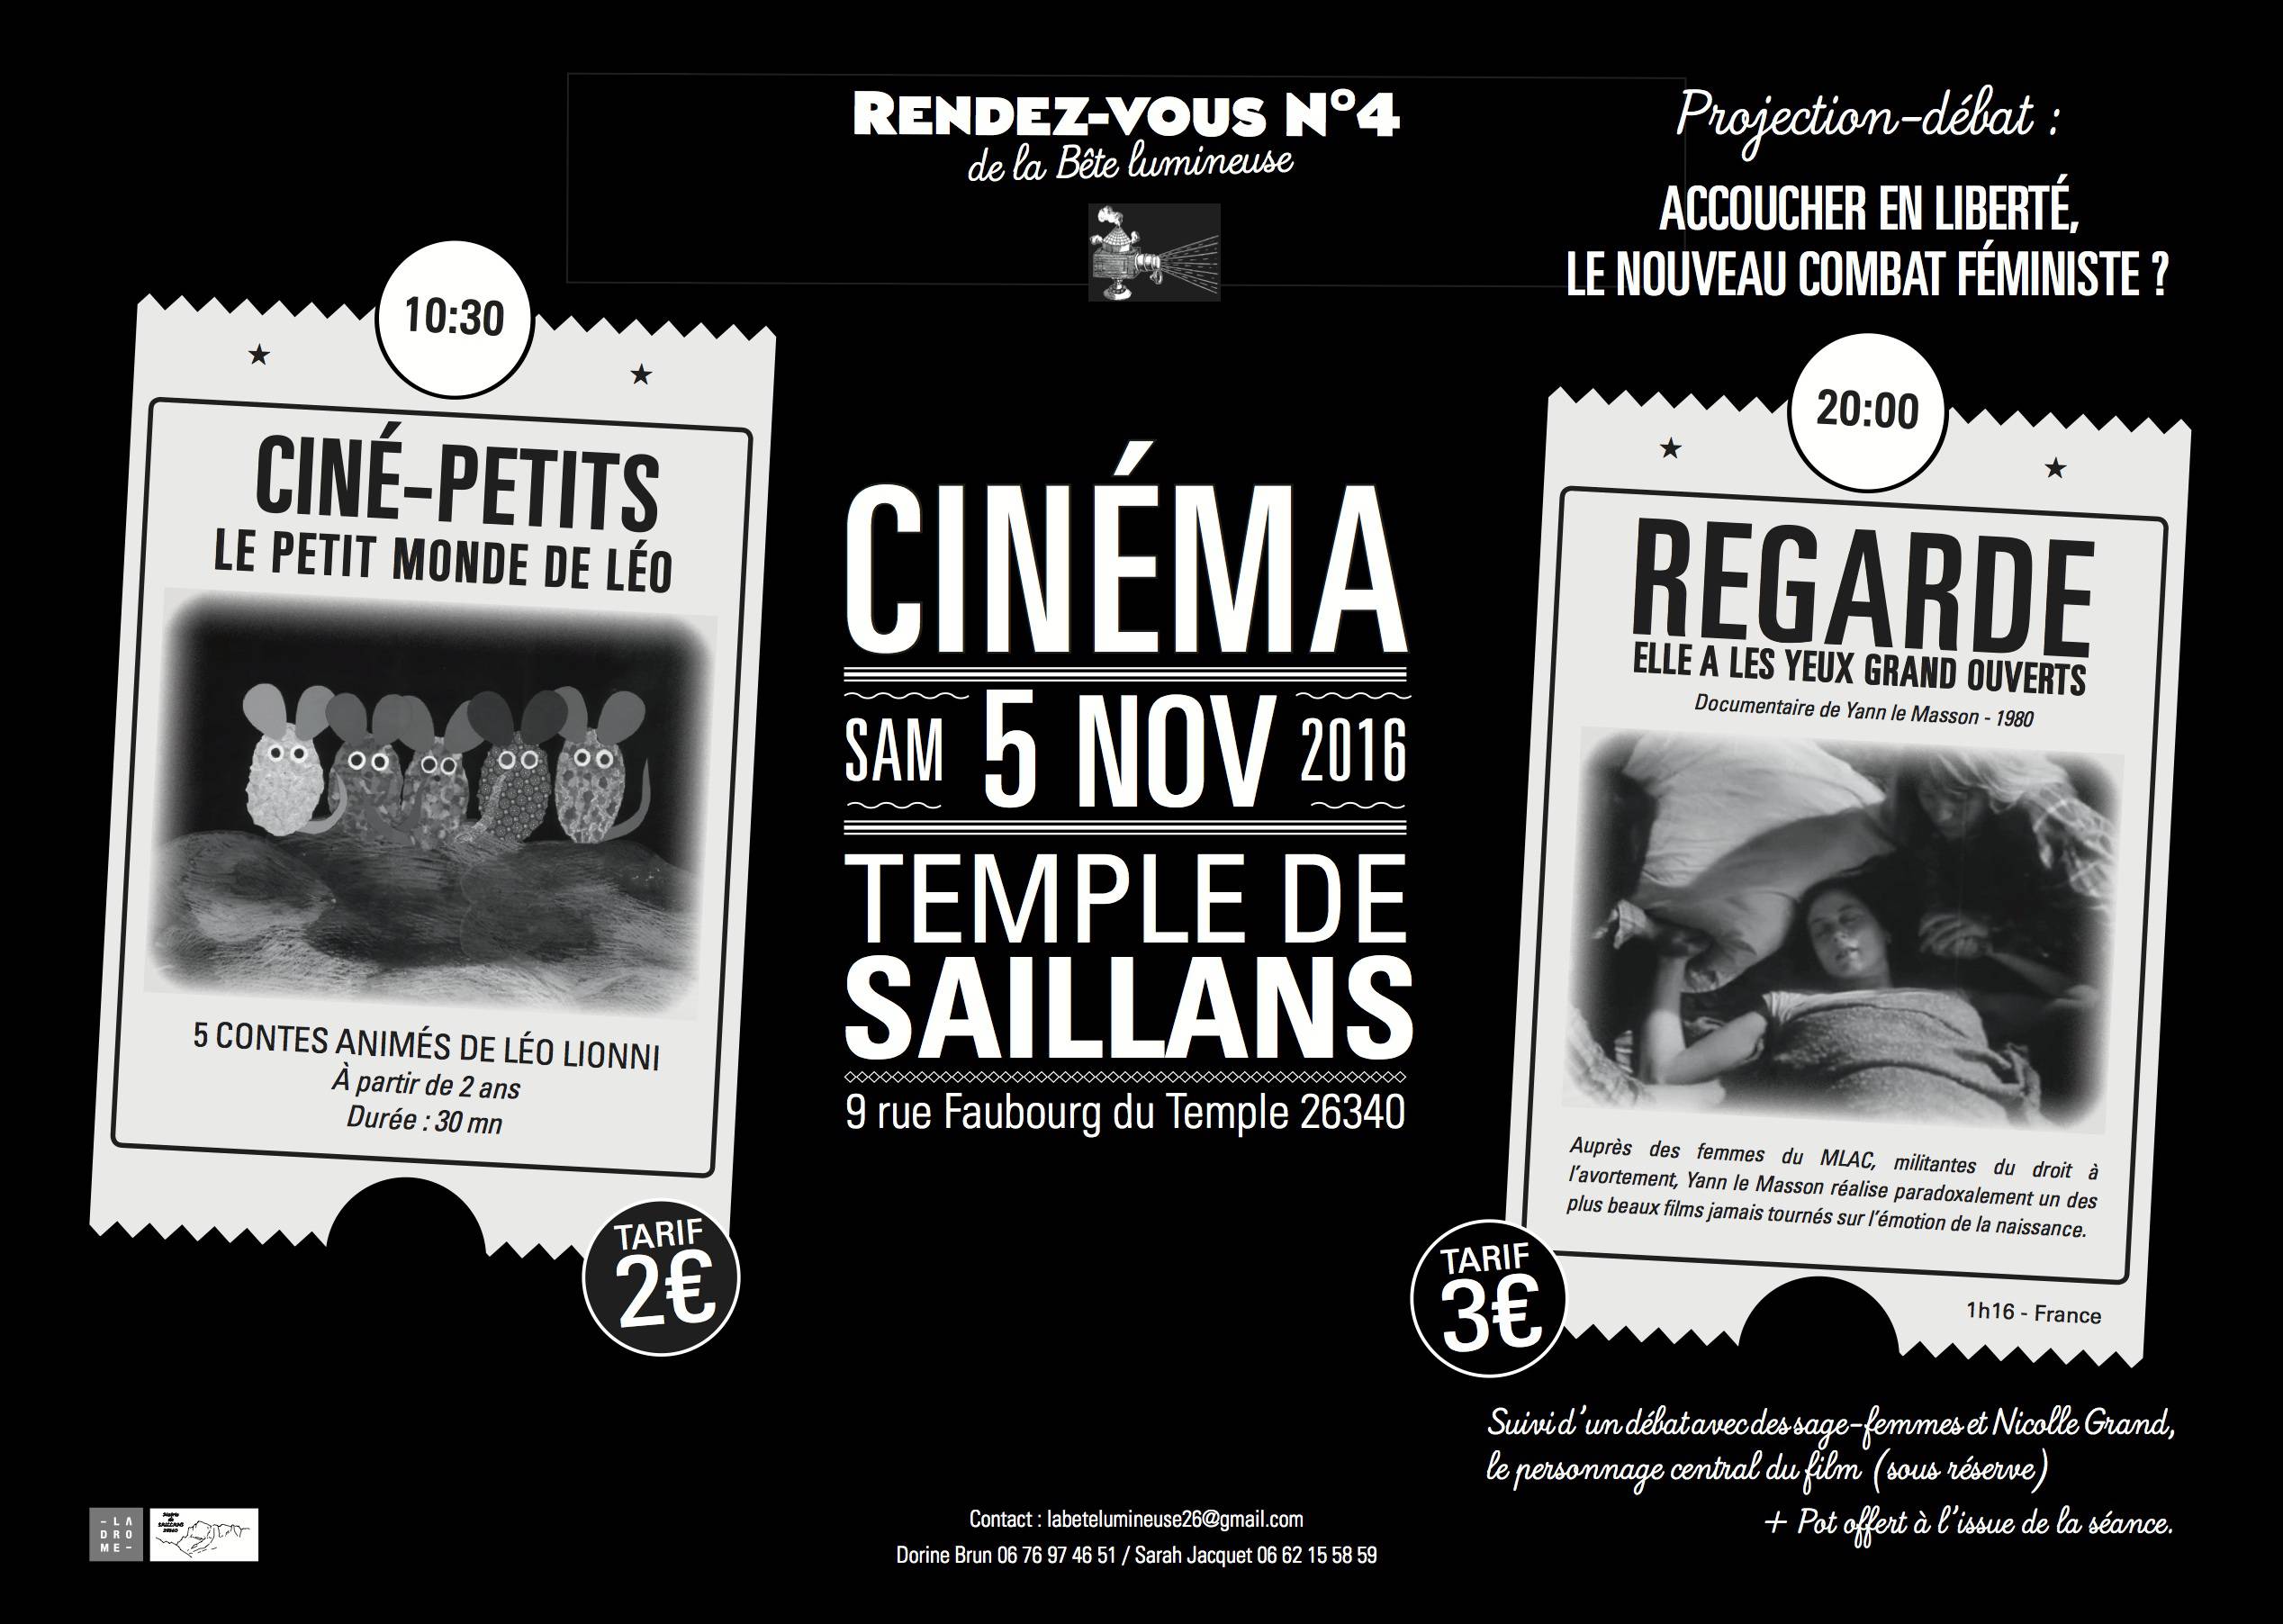 RENDEZ-VOUS N°4
de la Bête lumineuse
Projection-débat :
ACCOUCHER EN LIBERTÉ,
LE NOUVEAU COMBAT FÉMINISTE ?
10:30
CINÉ-PETITS
LE PETIT MONDE DE LÉO
5 CONTES ANIMÉS DE LÉO LIONNI
À partir de 2 ans
Durée : 30 mn
TARIF
2€
CINÉMA
SAM 5 NOV 2016
TEMPLE DE
SAILLANS
9 rue Faubourg du Temple 26340
20:00
REGARDE
ELLE A LES YEUX GRAND OUVERTS
Documentaire de Yann le Masson - 1980
Auprès des femmes du MLAC, militantes du droit à
l'avortement, Yann le Masson réalise paradoxalement un des
plus beaux films jamais tournés sur l'émotion de la naissance.
TARIF
3€
1h16 - France
Suivi d'un débat avec des sage-femmes et Nicolle Grand,
le personnage central du film (sous réserve)
+ Pot offert à l'issue de la séance.
Contact : labetelumineuse26@gmail.com
Dorine Brun 06 76 97 46 51 / Sarah Jacquet 06 62 15 58 59
- LA
DRO
ME -
Mairie
de
SAILLANS
26340